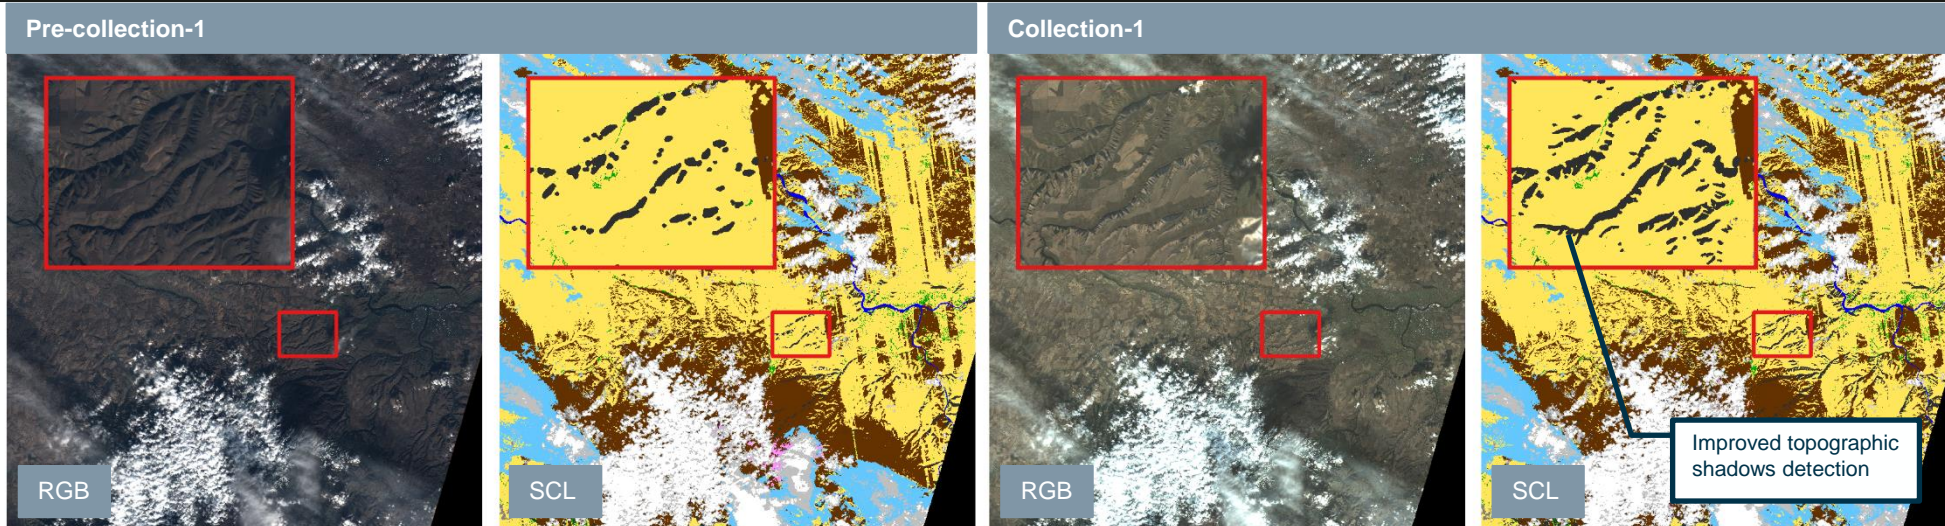 Pre-collection-1
Collection-1
RGB
SCL
RGB
SCL
Improved topographic
shadows detection